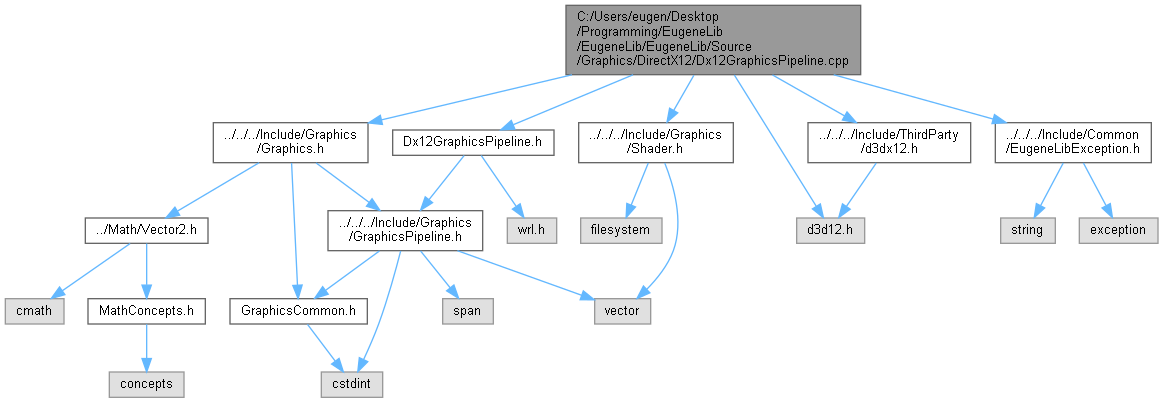 C:/Users/eugen/Desktop
/Programming/EugeneLib
/EugeneLib/EugeneLib/Source
/Graphics/DirectX12/Dx12GraphicsPipeline.cpp
../../../Include/Graphics
/Graphics.h
Dx12GraphicsPipeline.h
../../../Include/Graphics
/Shader.h
../../../Include/ThirdParty
/d3dx12.h
../../../Include/Common
/EugeneLibException.h
../Math/Vector2.h
../../../Include/Graphics
/GraphicsPipeline.h
wrl.h
filesystem
d3d12.h
string
exception
cmath
MathConcepts.h
GraphicsCommon.h
span
vector
concepts
cstdint